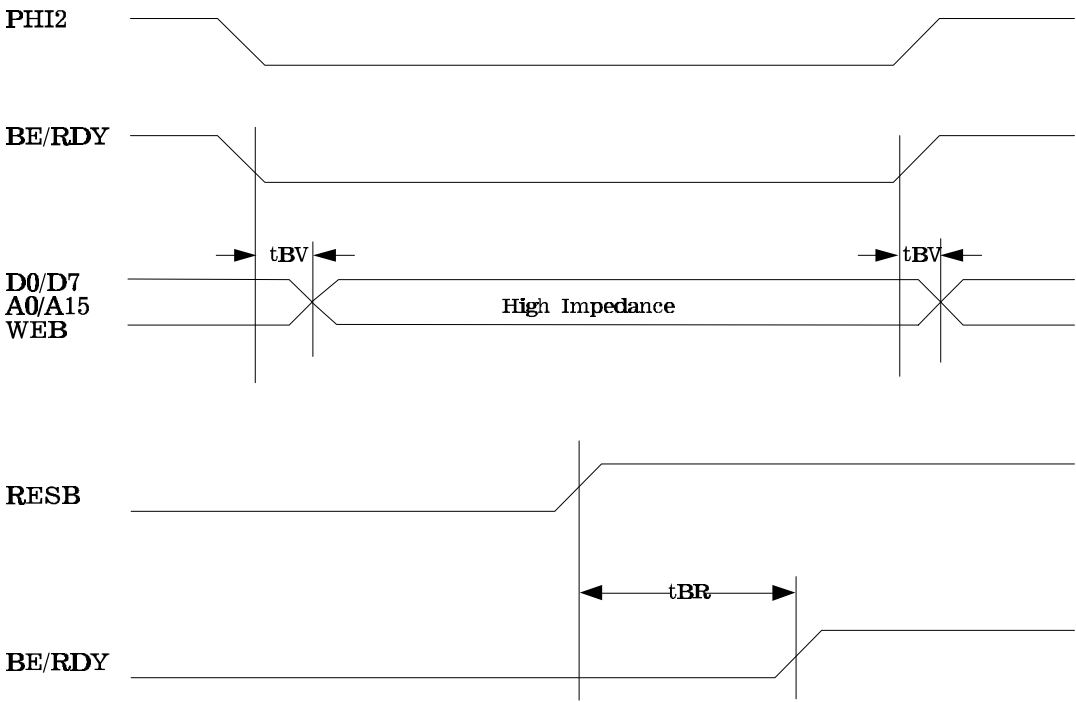 PHI2
BE/RDY
tBV tBV
D0/D7
A0/A15
High Impedance
WEB
RESB
tBR
BE/RDY